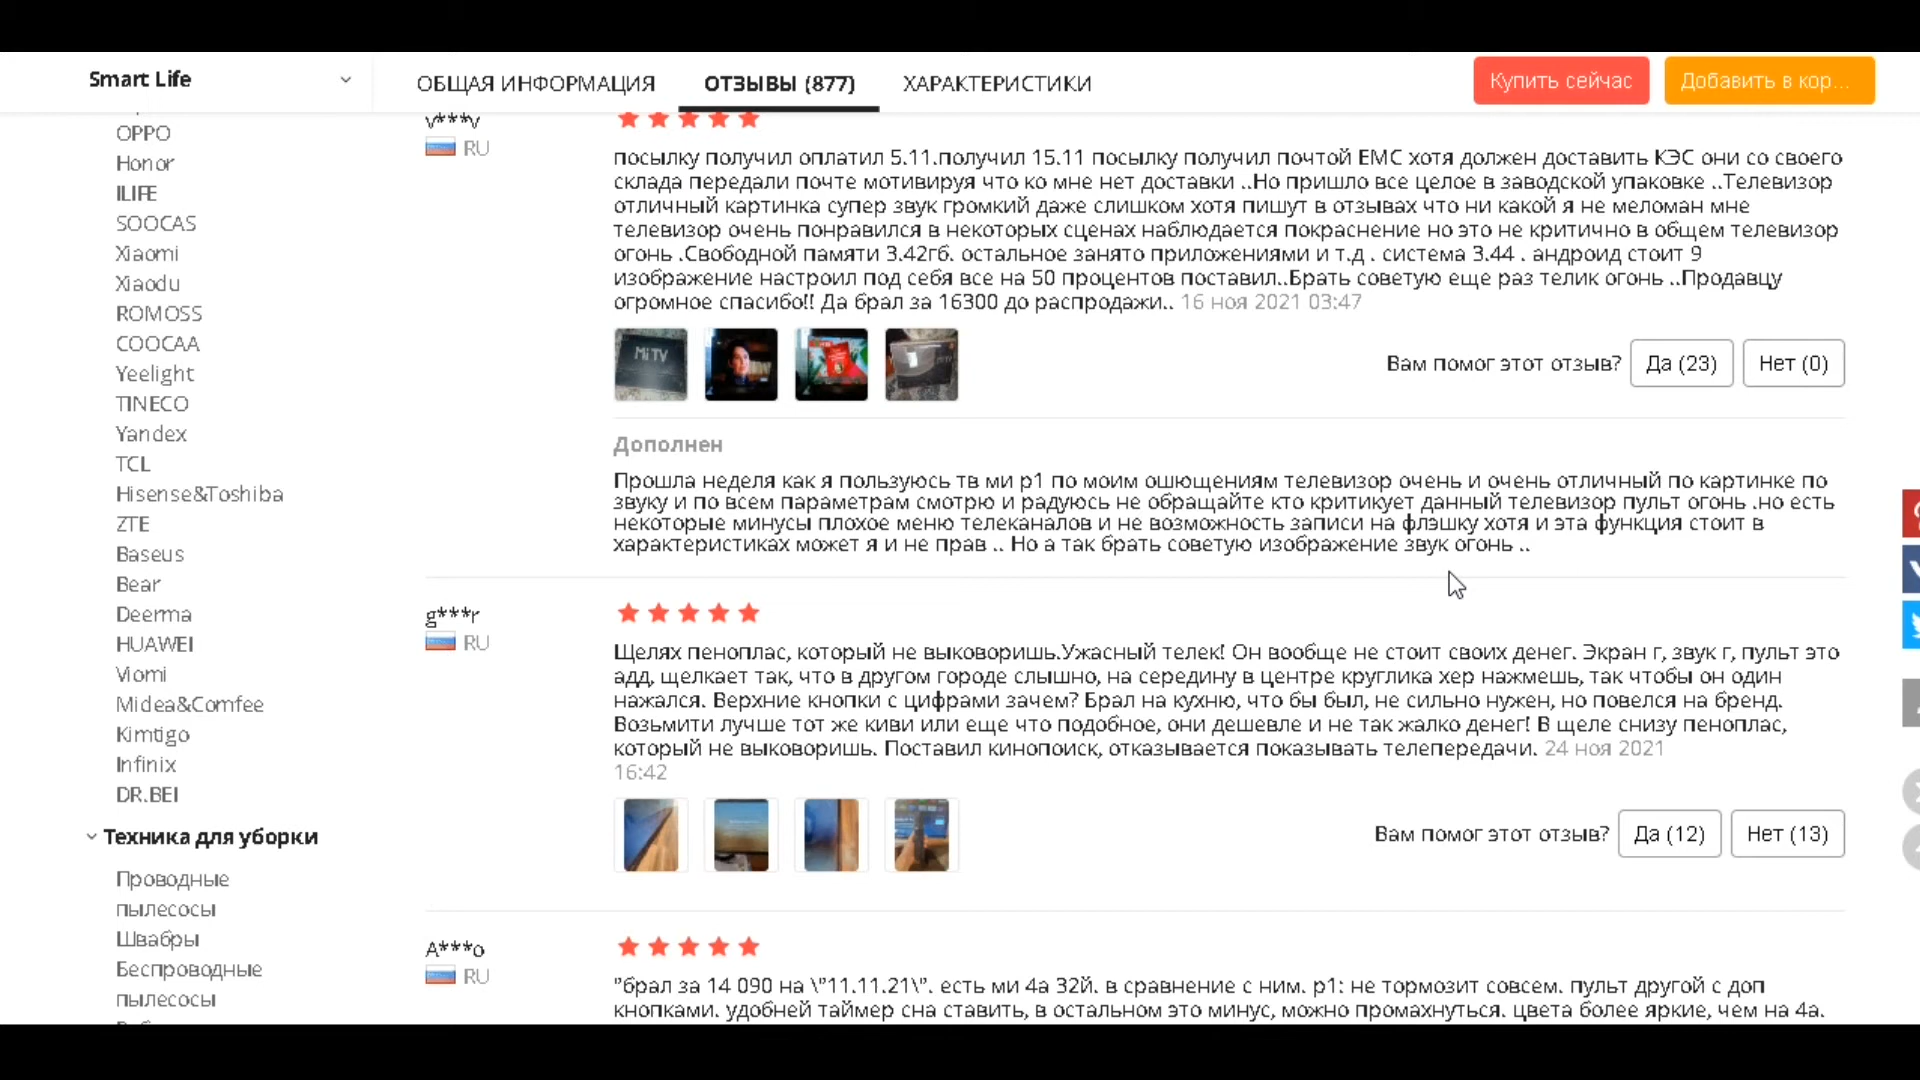 Smart Life
ОБЩАЯ ИНФОРМАЦИЯ
ОТЗЫВЫ (877)
ХАРАКТЕРИСТИКИ
Купить сейчас
Добавить в кор...
OPPO
Honor
ILIFE
SOOCAS
Xiaomi
Xiaodu
ROMOSS
COOCAA
Yeelight
TINECO
Yandex
TCL
Hisense&Toshiba
ZTE
Baseus
Bear
Deerma
HUAWEI
Viomi
Midea&Comfee
Kimtigo
Infinix
DR.BEI
Техника для уборки
Проводные
пылесосы
Швабры
Беспроводные
пылесосы
RU
посылку получил оплатил 5.11.получил 15.11 посылку получил почтой ЕМС хотя должен доставить КЭС они со своего
склада передали почте мотивируя что ко мне нет доставки ..Но пришло все целое в заводской упаковке ..Телевизор
отличный картинка супер звук громкий даже слишком хотя пишут в отзывах что ни какой я не меломан мне
телевизор очень понравился в некоторых сценах наблюдается покраснение но это не критично в общем телевизор
огонь .Свободной памяти 3.42гб. остальное занято приложениями и т.д . система 3.44 . андроид стоит 9
изображение настроил под себя все на 50 процентов поставил..Брать советую еще раз телик огонь ..Продавцу
огромное спасибо!! Да брал за 16300 до распродажи.. 16 ноя 2021 03:47
Mi TV
Вам помог этот отзыв? Да (23) Нет (0)
Дополнен
Прошла неделя как я пользуюсь тв ми р1 по моим ошющениям телевизор очень и очень отличный по картинке по
звуку и по всем параметрам смотрю и радуюсь не обращайте кто критикует данный телевизор пульт огонь .но есть
некоторые минусы плохое меню телеканалов и не возможность записи на флэшку хотя и эта функция стоит в
характеристиках может я и не прав .. Но а так брать советую изображение звук огонь ..
g***r
RU
Щелях пеноплас, который не выковоришь.Ужасный телек! Он вообще не стоит своих денег. Экран г, звук г, пульт это
адд, щелкает так, что в другом городе слышно, на середину в центре круглика хер нажмешь, так чтобы он один
нажался. Верхние кнопки с цифрами зачем? Брал на кухню, что бы был, не сильно нужен, но повелся на бренд.
Возьмити лучше тот же киви или еще что подобное, они дешевле и не так жалко денег! В щеле снизу пеноплас,
который не выковоришь. Поставил кинопоиск, отказывается показывать телепередачи. 24 ноя 2021
16:42
Вам помог этот отзыв? Да (12) Нет (13)
A***o
RU
"брал за 14 090 на \"11.11.21\". есть ми 4а 32й. в сравнение с ним. р1: не тормозит совсем. пульт другой с доп
кнопками. удобней таймер сна ставить, в остальном это минус, можно промахнуться. цвета более яркие, чем на 4а.